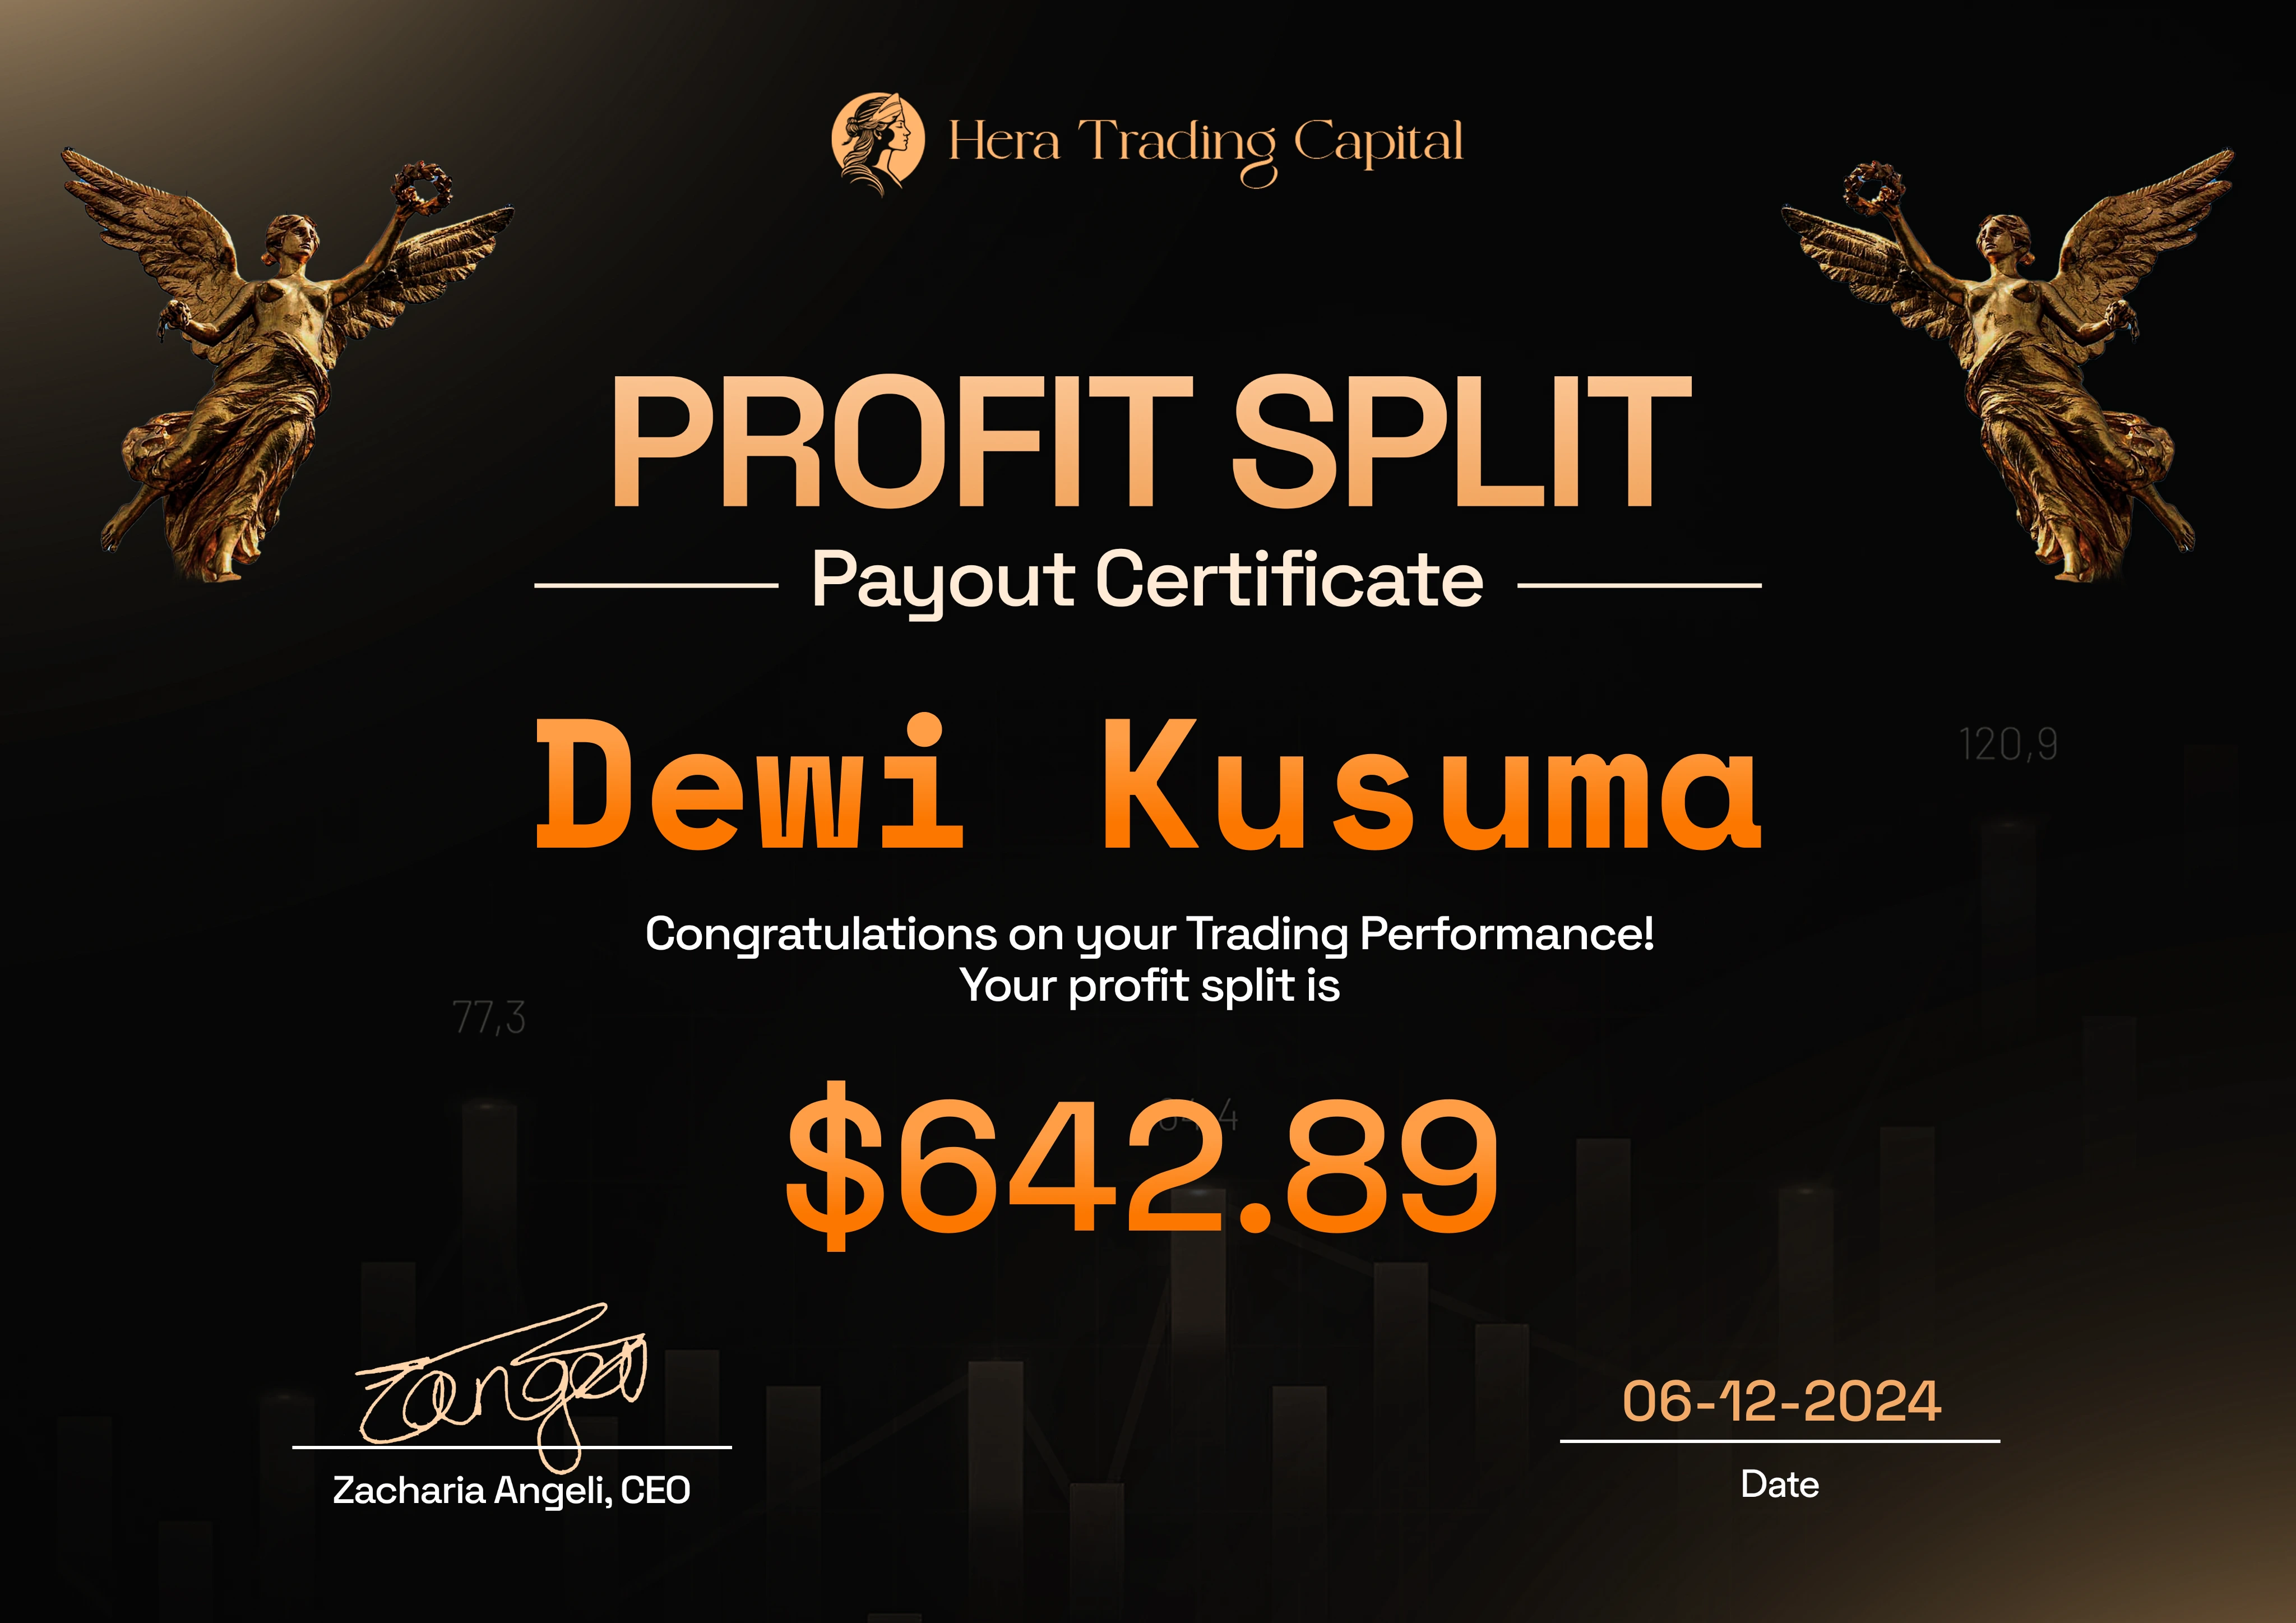 Hera Trading Capital
PROFIT SPLIT
Payout Certificate
Dewi Kusuma
120,9
Congratulations on your Trading Performance!
Your profit split is
77,3
$642.89
06-12-2024
Zacharia Angeli, CEO
Date